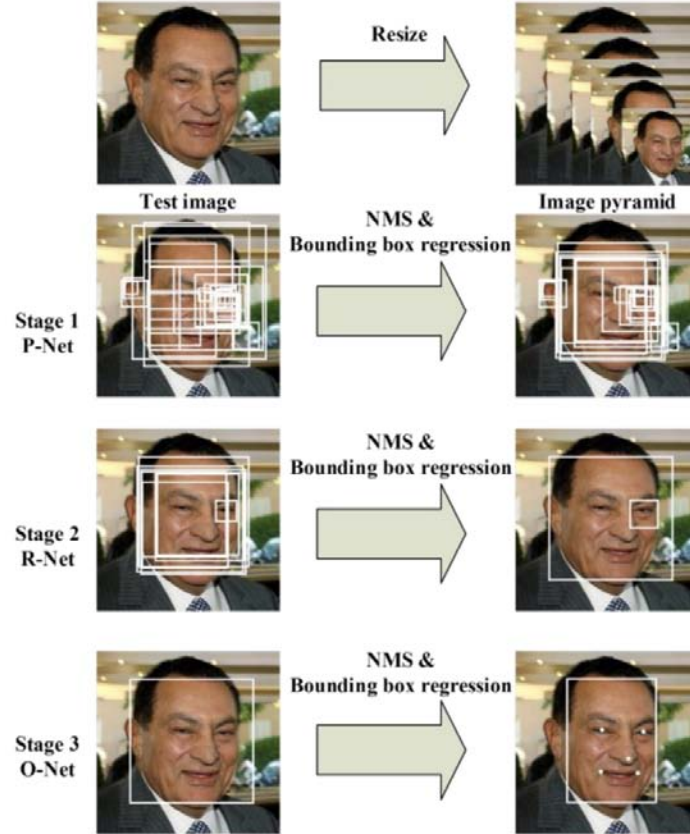 Resize
Test image
Image pyramid
NMS &
Bounding box regression
Stage 1
P-Net
NMS &
Bounding box regression
Stage 2
R-Net
NMS &
Bounding box regression
Stage 3
O-Net